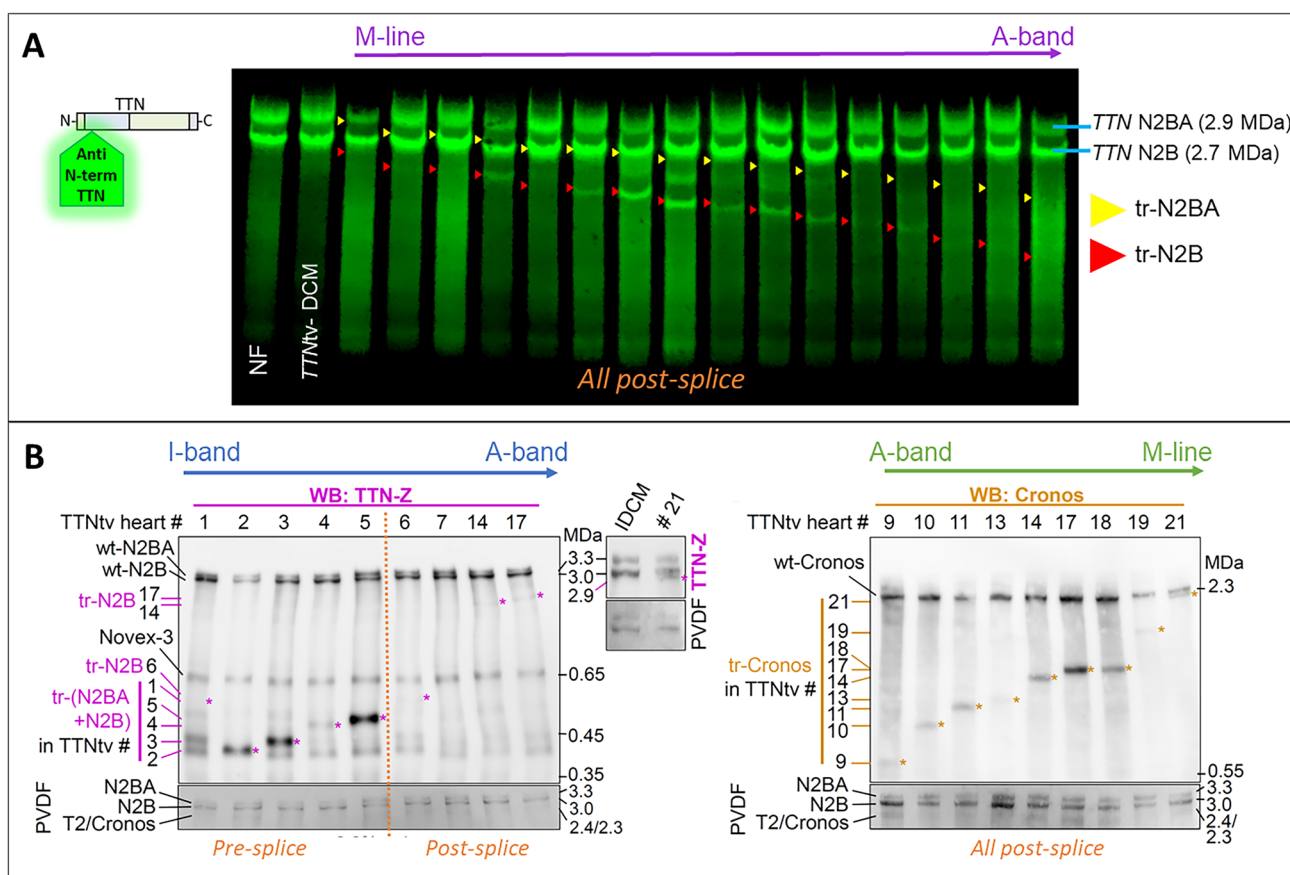 A
M-line
A-band
TTN
N-
-C
Anti
N-term
TTN
TTN N2BA (2.9 MDa)
TTN N2B (2.7 MDa)
tr-N2BA
tr-N2B
NF
TTNtv- DCM
All post-splice
B
I-band
A-band
WB: TTN-Z
TTNtv heart #
1 2 3 4 5 6 7 14 17
MDa
wt-N2BA
wt-N2B
3.3
3.0
2.9
tr-N2B
17
14
Novex-3
tr-N2B 6
0.65
tr-(N2BA
+N2B)
in TTNtv #
1
5
4
3
2
0.45
0.35
PVDF
N2BA
N2B
T2/Cronos
3.3
3.0
2.4/2.3
Pre-splice
Post-splice
IDCM
# 21
TTN-Z
PVDF
A-band
M-line
WB: Cronos
TTNtv heart #
9 10 11 13 14 17 18 19 21
MDa
wt-Cronos
2.3
21
19
18
17
14
13
11
10
9
tr-Cronos
in TTNtv #
0.55
PVDF
N2BA
N2B
T2/Cronos
3.3
3.0
2.4/
2.3
All post-splice